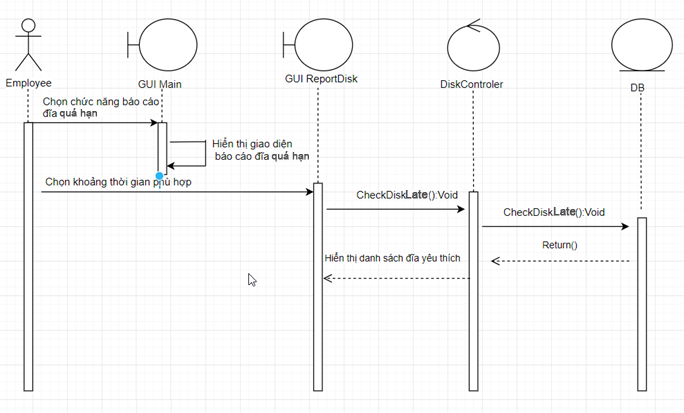 Employee
GUI Main
GUI ReportDisk
DiskControler
DB
Chọn chức năng báo cáo
đĩa quá hạn
Hiển thị giao diện
báo cáo đĩa quá hạn
Chọn khoảng thời gian phù hợp
CheckDiskLate():Void
CheckDiskLate():Void
Return()
Hiển thị danh sách đĩa yêu thích